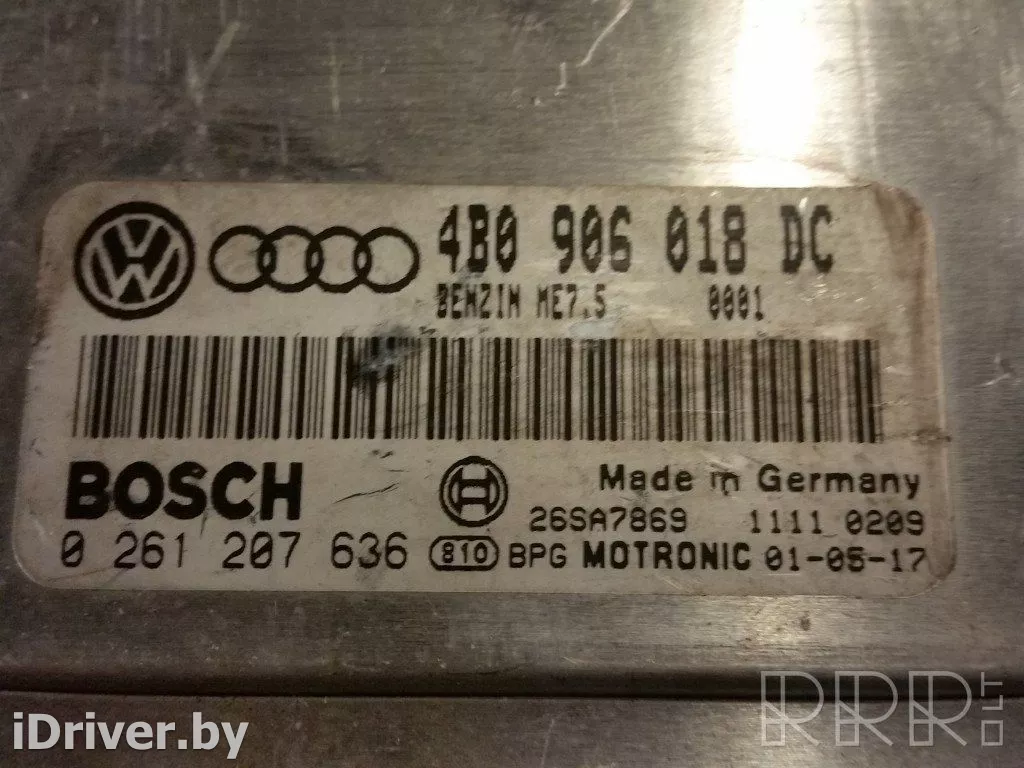 4B0 906 018 DC
BENZIN ME7.5 0001
BOSCH
Made in Germany
26SA7869 1111 0209
0 261 207 636 810 BPG MOTRONIC 01-05-17
RRR.LT
iDriver.by